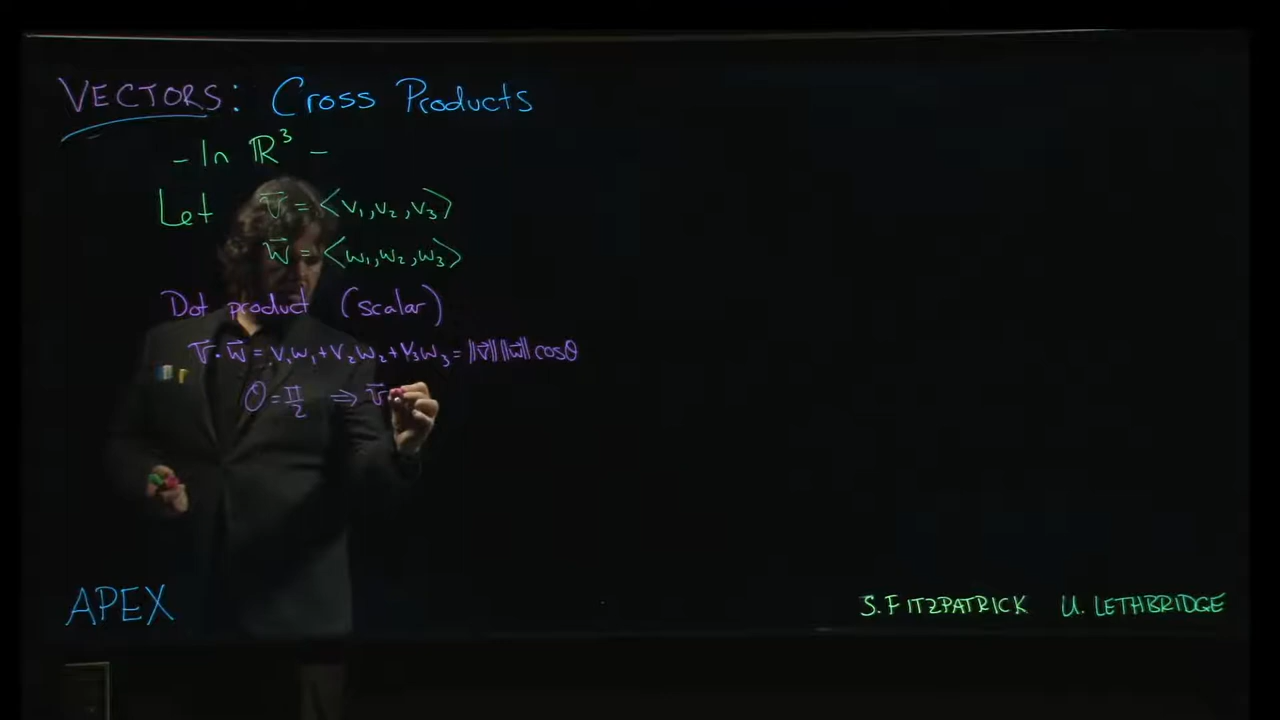 VECTORS: Cross Products
- In ℝ³ -
Let v⃗ = <v₁, v₂, v₃>
w⃗ = <w₁, w₂, w₃>
Dot product (scalar)
v⃗ · w⃗ = v₁w₁ + v₂w₂ + v₃w₃ = ‖v⃗‖ ‖w⃗‖ cosθ
θ = π/2 ⇒ v⃗ ·
APEX
S. FITZPATRICK U. LETHBRIDGE